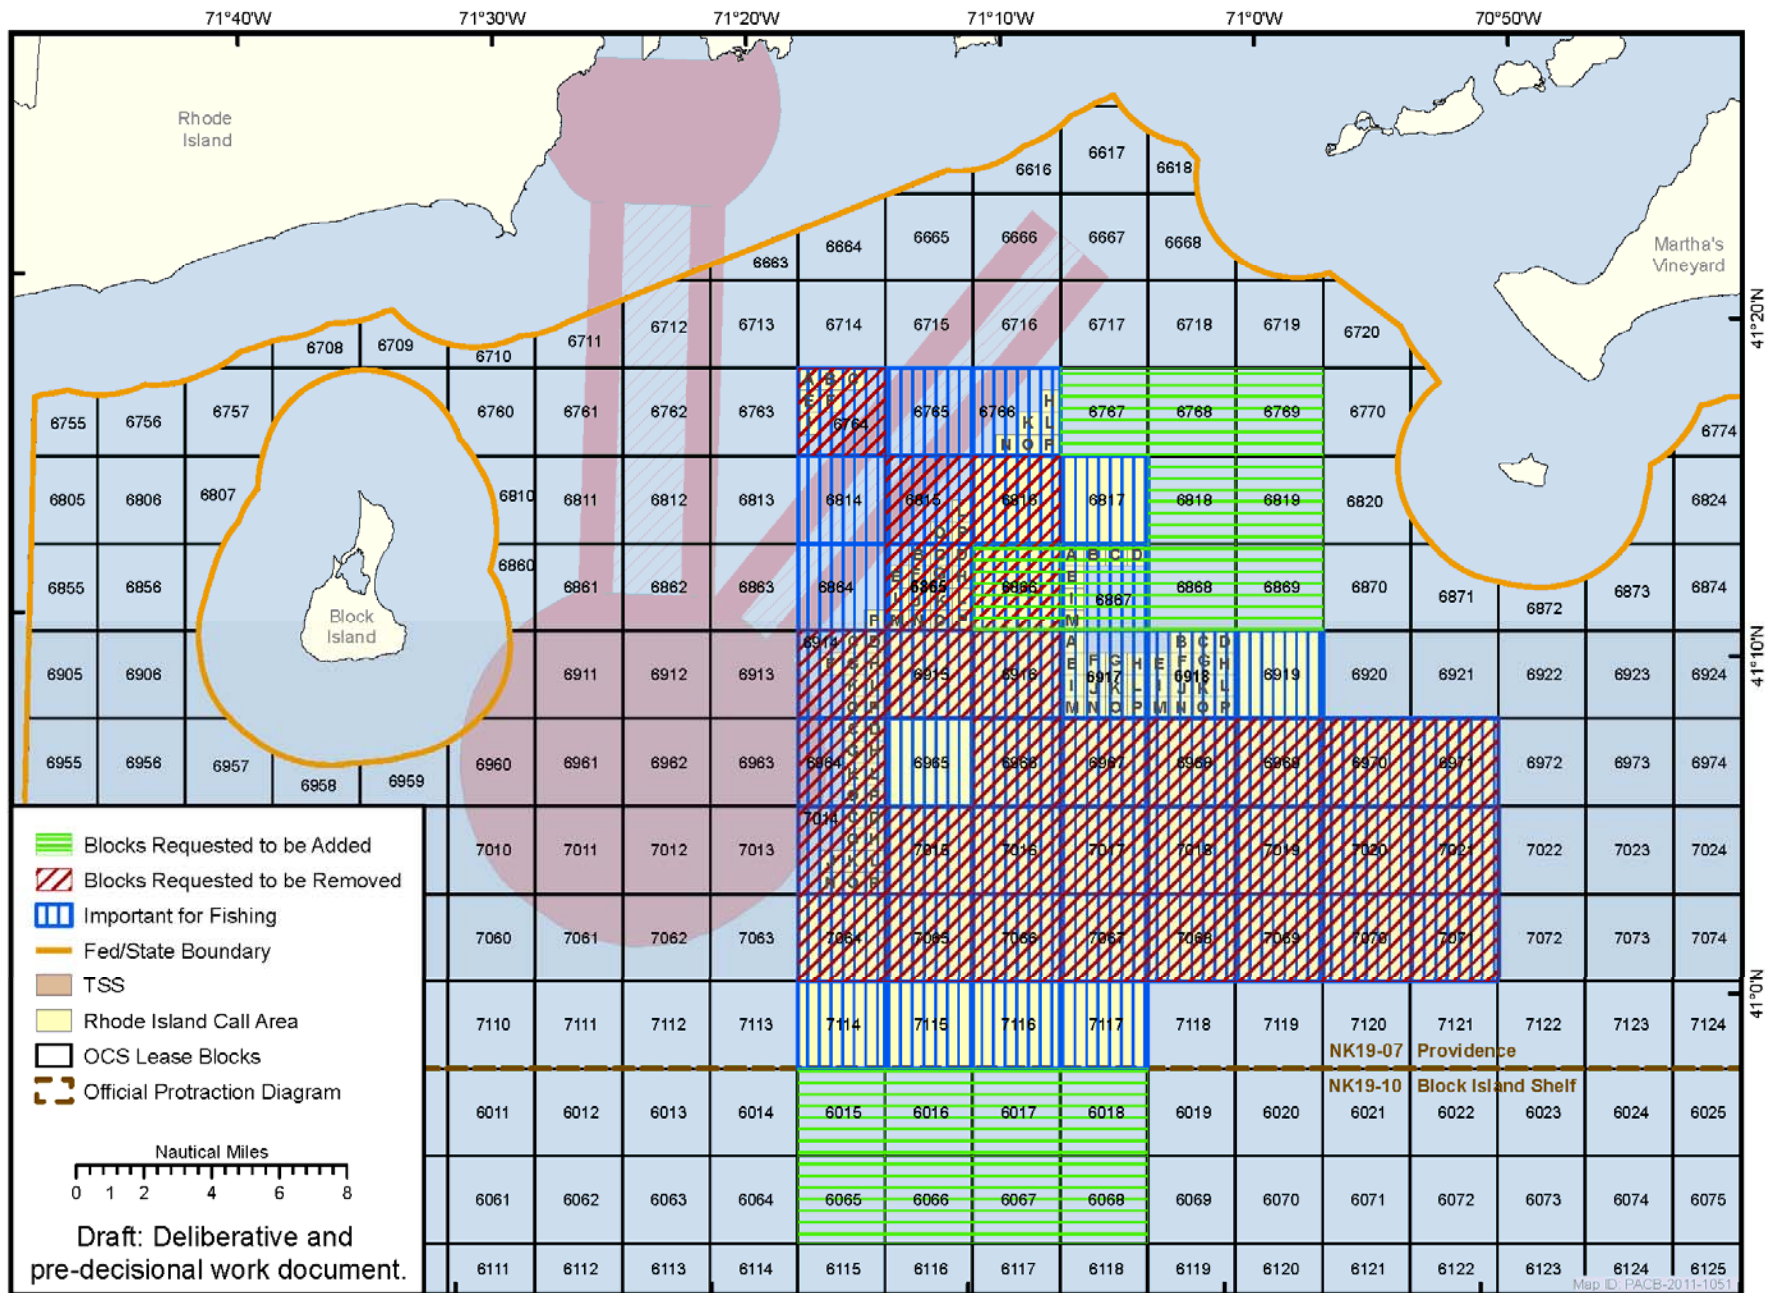 71°40'W 71°30'W 71°20'W 71°10'W 71°0'W 70°50'W
Rhode
Island
Martha's
Vineyard
Block
Island
41°20'N
41°10'N
41°0'N
6616 6617 6618
6663 6664 6665 6666 6667 6668
6708 6709 6710 6711 6712 6713 6714 6715 6716 6717 6718 6719 6720
6755 6756 6757 6760 6761 6762 6763 6764 6765 6766 6767 6768 6769 6770 6774
H
K L
N O P
6805 6806 6807 6810 6811 6812 6813 6814 6815 6816 6817 6818 6819 6820 6824
6855 6856 6860 6861 6862 6863 6864 6865 6866 6867 6868 6869 6870 6871 6872 6873 6874
A B C D
E
I
M
6905 6906 6911 6912 6913 6914 6915 6916 6917 6918 6919 6920 6921 6922 6923 6924
A B C D
E F G H E F G H
I J K L I J K L
M N O P M N O P
6955 6956 6957 6958 6959 6960 6961 6962 6963 6964 6965 6966 6967 6968 6969 6970 6971 6972 6973 6974
7010 7011 7012 7013 7014 7015 7016 7017 7018 7019 7020 7021 7022 7023 7024
7060 7061 7062 7063 7064 7065 7066 7067 7068 7069 7070 7071 7072 7073 7074
7110 7111 7112 7113 7114 7115 7116 7117 7118 7119 7120 7121 7122 7123 7124
NK19-07 Providence
NK19-10 Block Island Shelf
6011 6012 6013 6014 6015 6016 6017 6018 6019 6020 6021 6022 6023 6024 6025
6061 6062 6063 6064 6065 6066 6067 6068 6069 6070 6071 6072 6073 6074 6075
6111 6112 6113 6114 6115 6116 6117 6118 6119 6120 6121 6122 6123 6124 6125
Blocks Requested to be Added
Blocks Requested to be Removed
Important for Fishing
Fed/State Boundary
TSS
Rhode Island Call Area
OCS Lease Blocks
Official Protraction Diagram
Nautical Miles
0 1 2 4 6 8
Draft: Deliberative and
pre-decisional work document.
Map ID: PACB-2011-1051